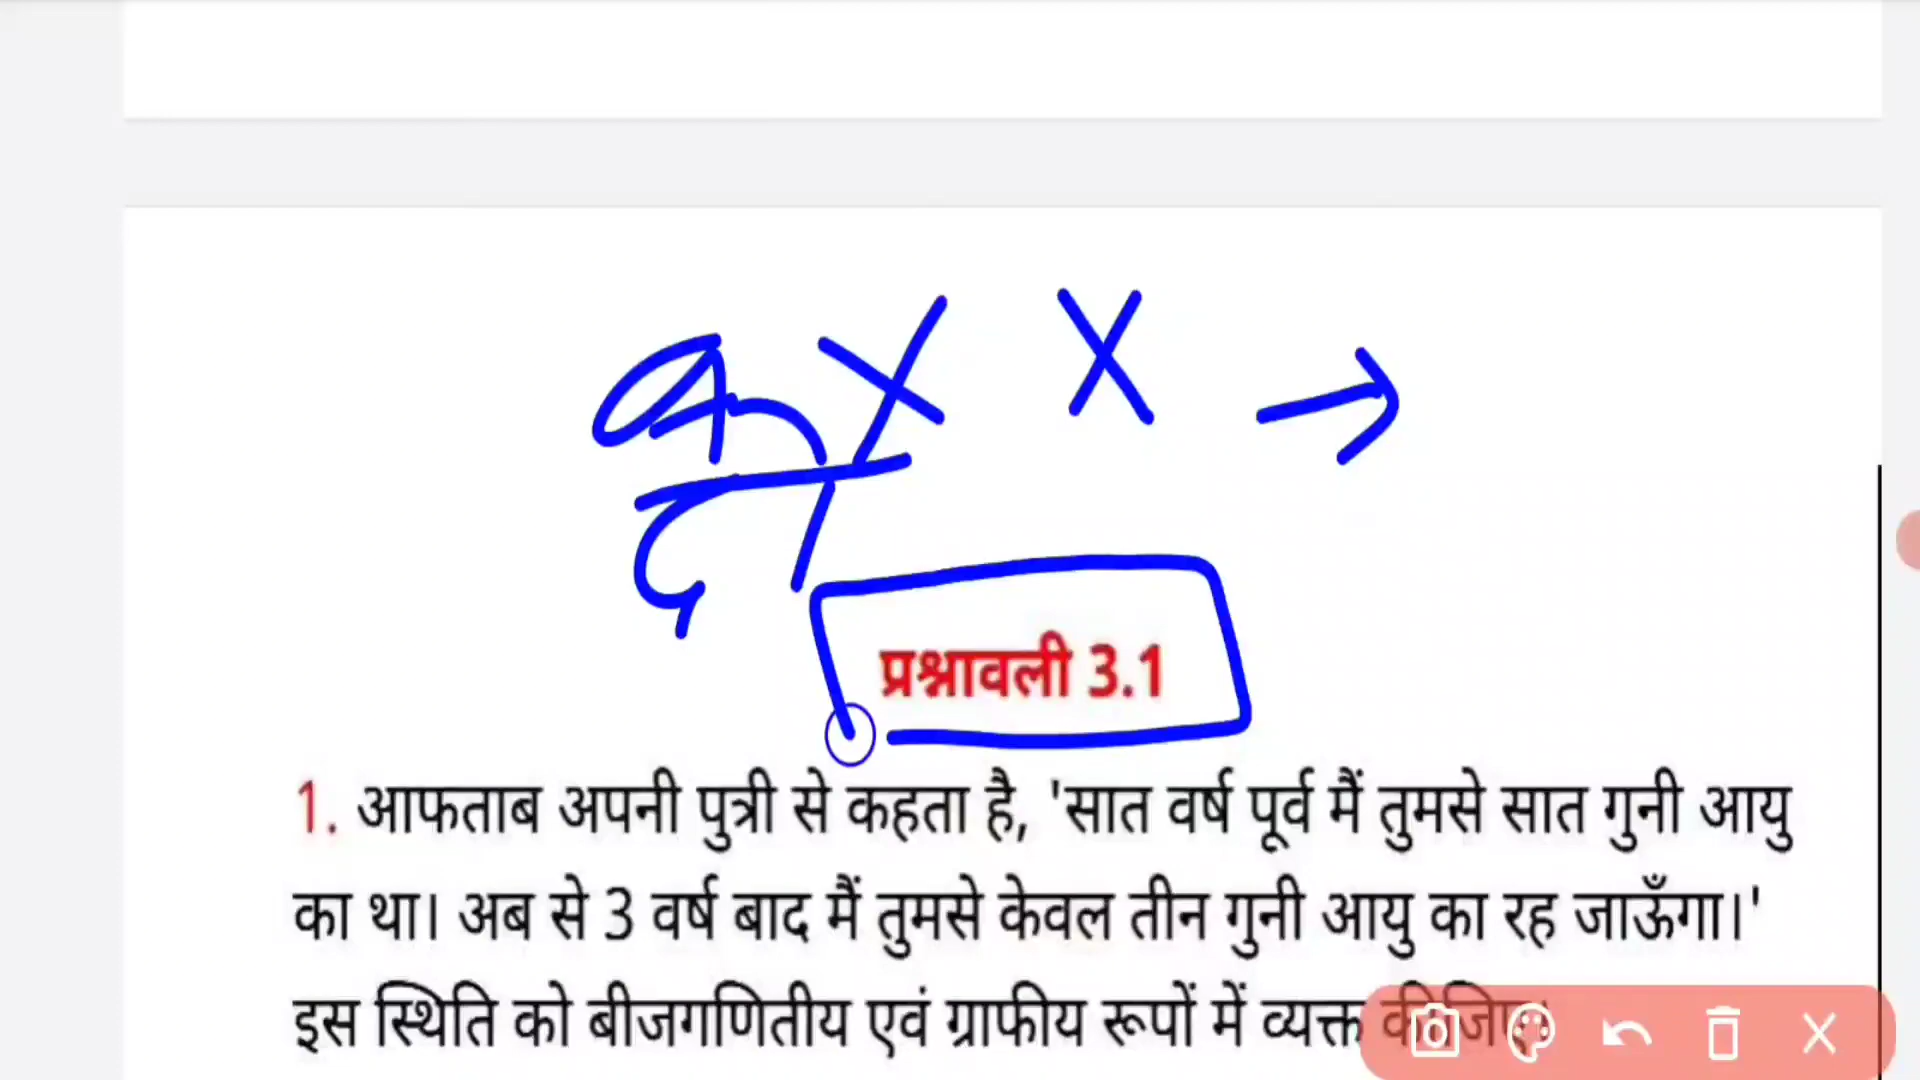 X X →
प्रश्नावली 3.1
1. आफताब अपनी पुत्री से कहता है, 'सात वर्ष पूर्व मैं तुमसे सात गुनी आयु
का था। अब से 3 वर्ष बाद मैं तुमसे केवल तीन गुनी आयु का रह जाऊँगा।'
इस स्थिति को बीजगणितीय एवं ग्राफीय रूपों में व्यक्त कीजिए।